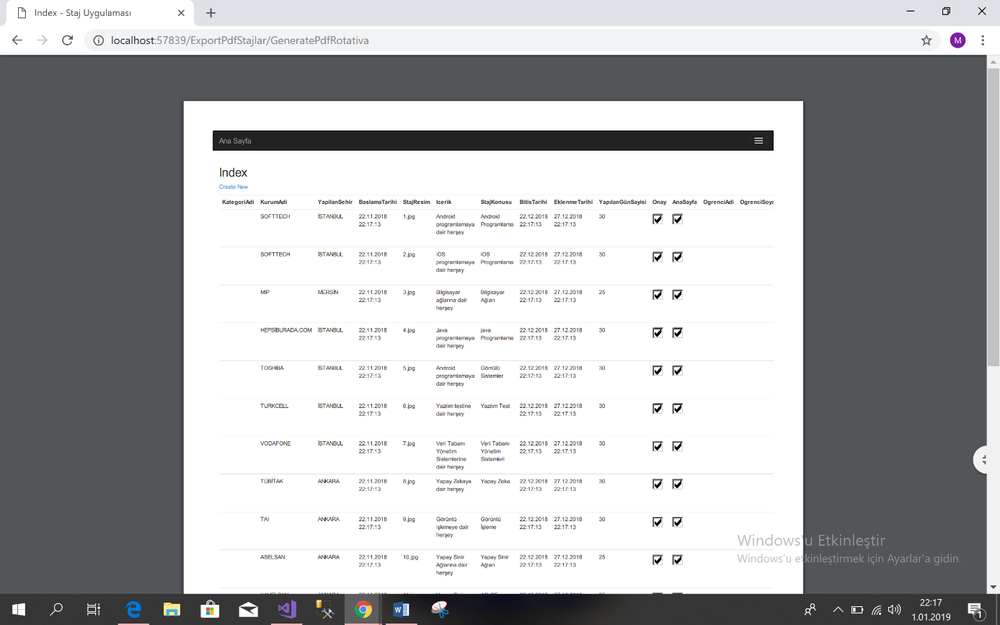 Index - Staj Uygulaması
localhost:57839/ExportPdfStajlar/GeneratePdfRotativa
M
Ana Sayfa
Index
Create New
KategoriAdi KurumAdi YapilanSehir BaslamaTarihi StajResim Icerik StajKonusu BitisTarihi EklenmeTarihi YapılanGünSayisi Onay AnaSayfa OgrenciAdi OgrenciSoya
SOFTTECH İSTANBUL 22.11.2018 1.jpg Android Android 22.12.2018 27.12.2018 30
22:17:13 programlamaya Programlama 22:17:13 22:17:13
dair herşey
SOFTTECH İSTANBUL 22.11.2018 2.jpg iOS iOS 22.12.2018 27.12.2018 30
22:17:13 programlamaya Programlama 22:17:13 22:17:13
dair herşey
MIP MERSİN 22.11.2018 3.jpg Bilgisayar Bilgisayar 22.12.2018 27.12.2018 25
22:17:13 ağlarına dair Ağları 22:17:13 22:17:13
herşey
HEPSİBURADA.COM İSTANBUL 22.11.2018 4.jpg Java java 22.12.2018 27.12.2018 30
22:17:13 programlamaya Programlama 22:17:13 22:17:13
dair herşey
TOSHIBA İSTANBUL 22.11.2018 5.jpg Android Gömülü 22.12.2018 27.12.2018 30
22:17:13 programlamaya Sistemler 22:17:13 22:17:13
dair herşey
TURKCELL İSTANBUL 22.11.2018 6.jpg Yazılım testine Yazılım Test 22.12.2018 27.12.2018 30
22:17:13 dair herşey 22:17:13 22:17:13
VODAFONE İSTANBUL 22.11.2018 7.jpg Veri Tabanı Veri Tabanı 22.12.2018 27.12.2018 30
22:17:13 Yönetim Yönetim 22:17:13 22:17:13
Sistemlerine Sistemleri
dair herşey
TÜBİTAK ANKARA 22.11.2018 8.jpg Yapay Zekaya Yapay Zeka 22.12.2018 27.12.2018 30
22:17:13 dair herşey 22:17:13 22:17:13
TAI ANKARA 22.11.2018 9.jpg Görüntü Görüntü 22.12.2018 27.12.2018 30
22:17:13 işlemeye dair İşleme 22:17:13 22:17:13
herşey
ASELSAN ANKARA 22.11.2018 10.jpg Yapay Sinir Yapay Sinir 22.12.2018 27.12.2018 25
22:17:13 Ağlarına dair Ağları 22:17:13 22:17:13
herşey
Windows'u Etkinleştir
Windows'u etkinleştirmek için Ayarlar'a gidin.
22:17
1.01.2019
1